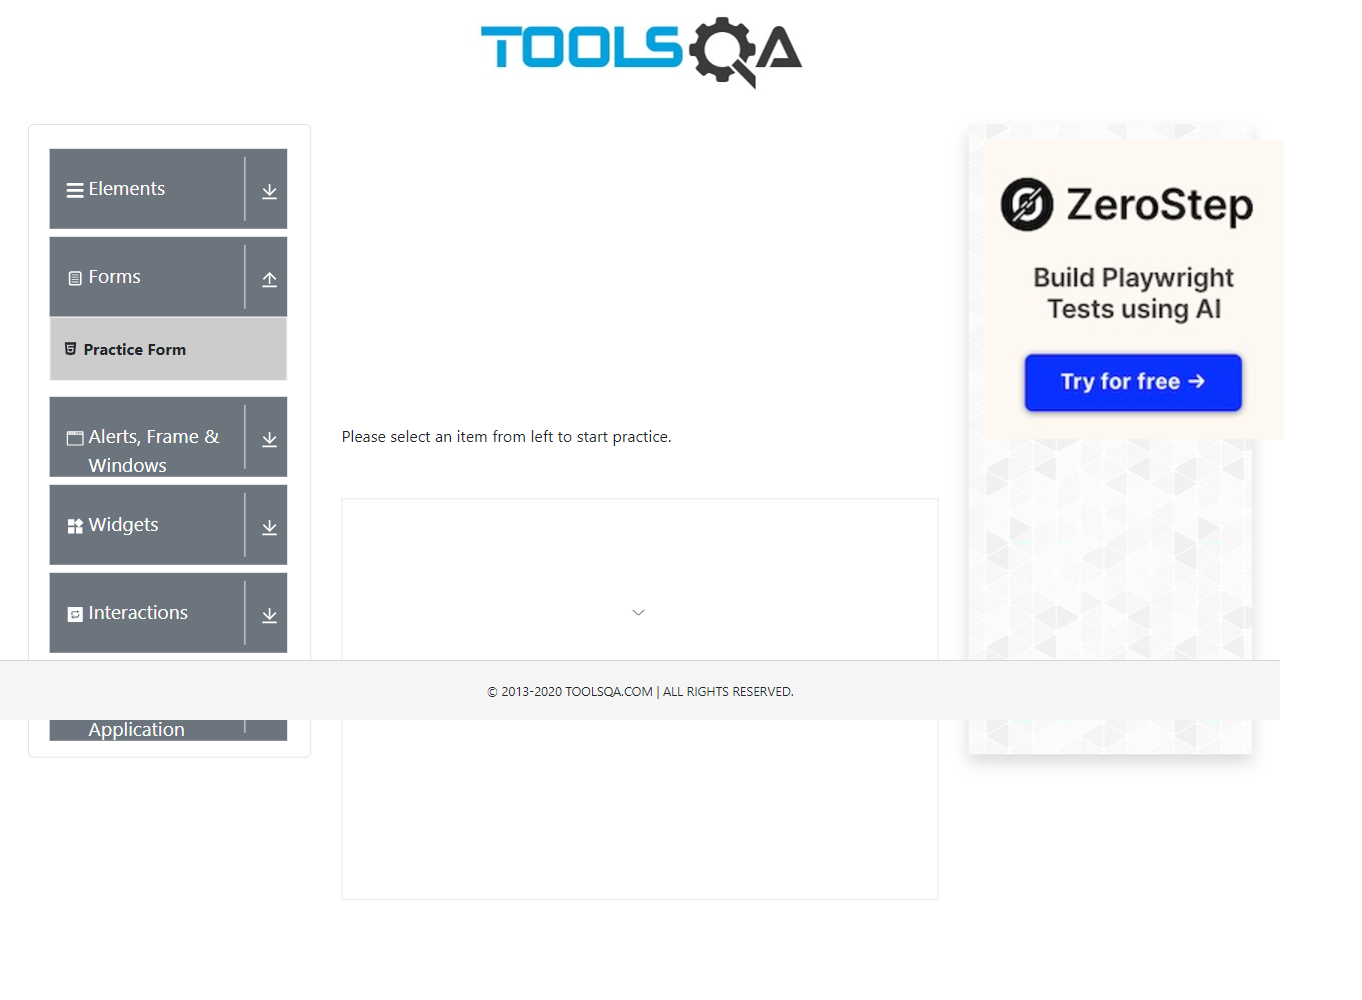 TOOLSQA
Elements
Forms
Practice Form
Alerts, Frame &
Windows
Widgets
Interactions
Application
Please select an item from left to start practice.
ZeroStep
Build Playwright
Tests using AI
Try for free →
© 2013-2020 TOOLSQA.COM | ALL RIGHTS RESERVED.